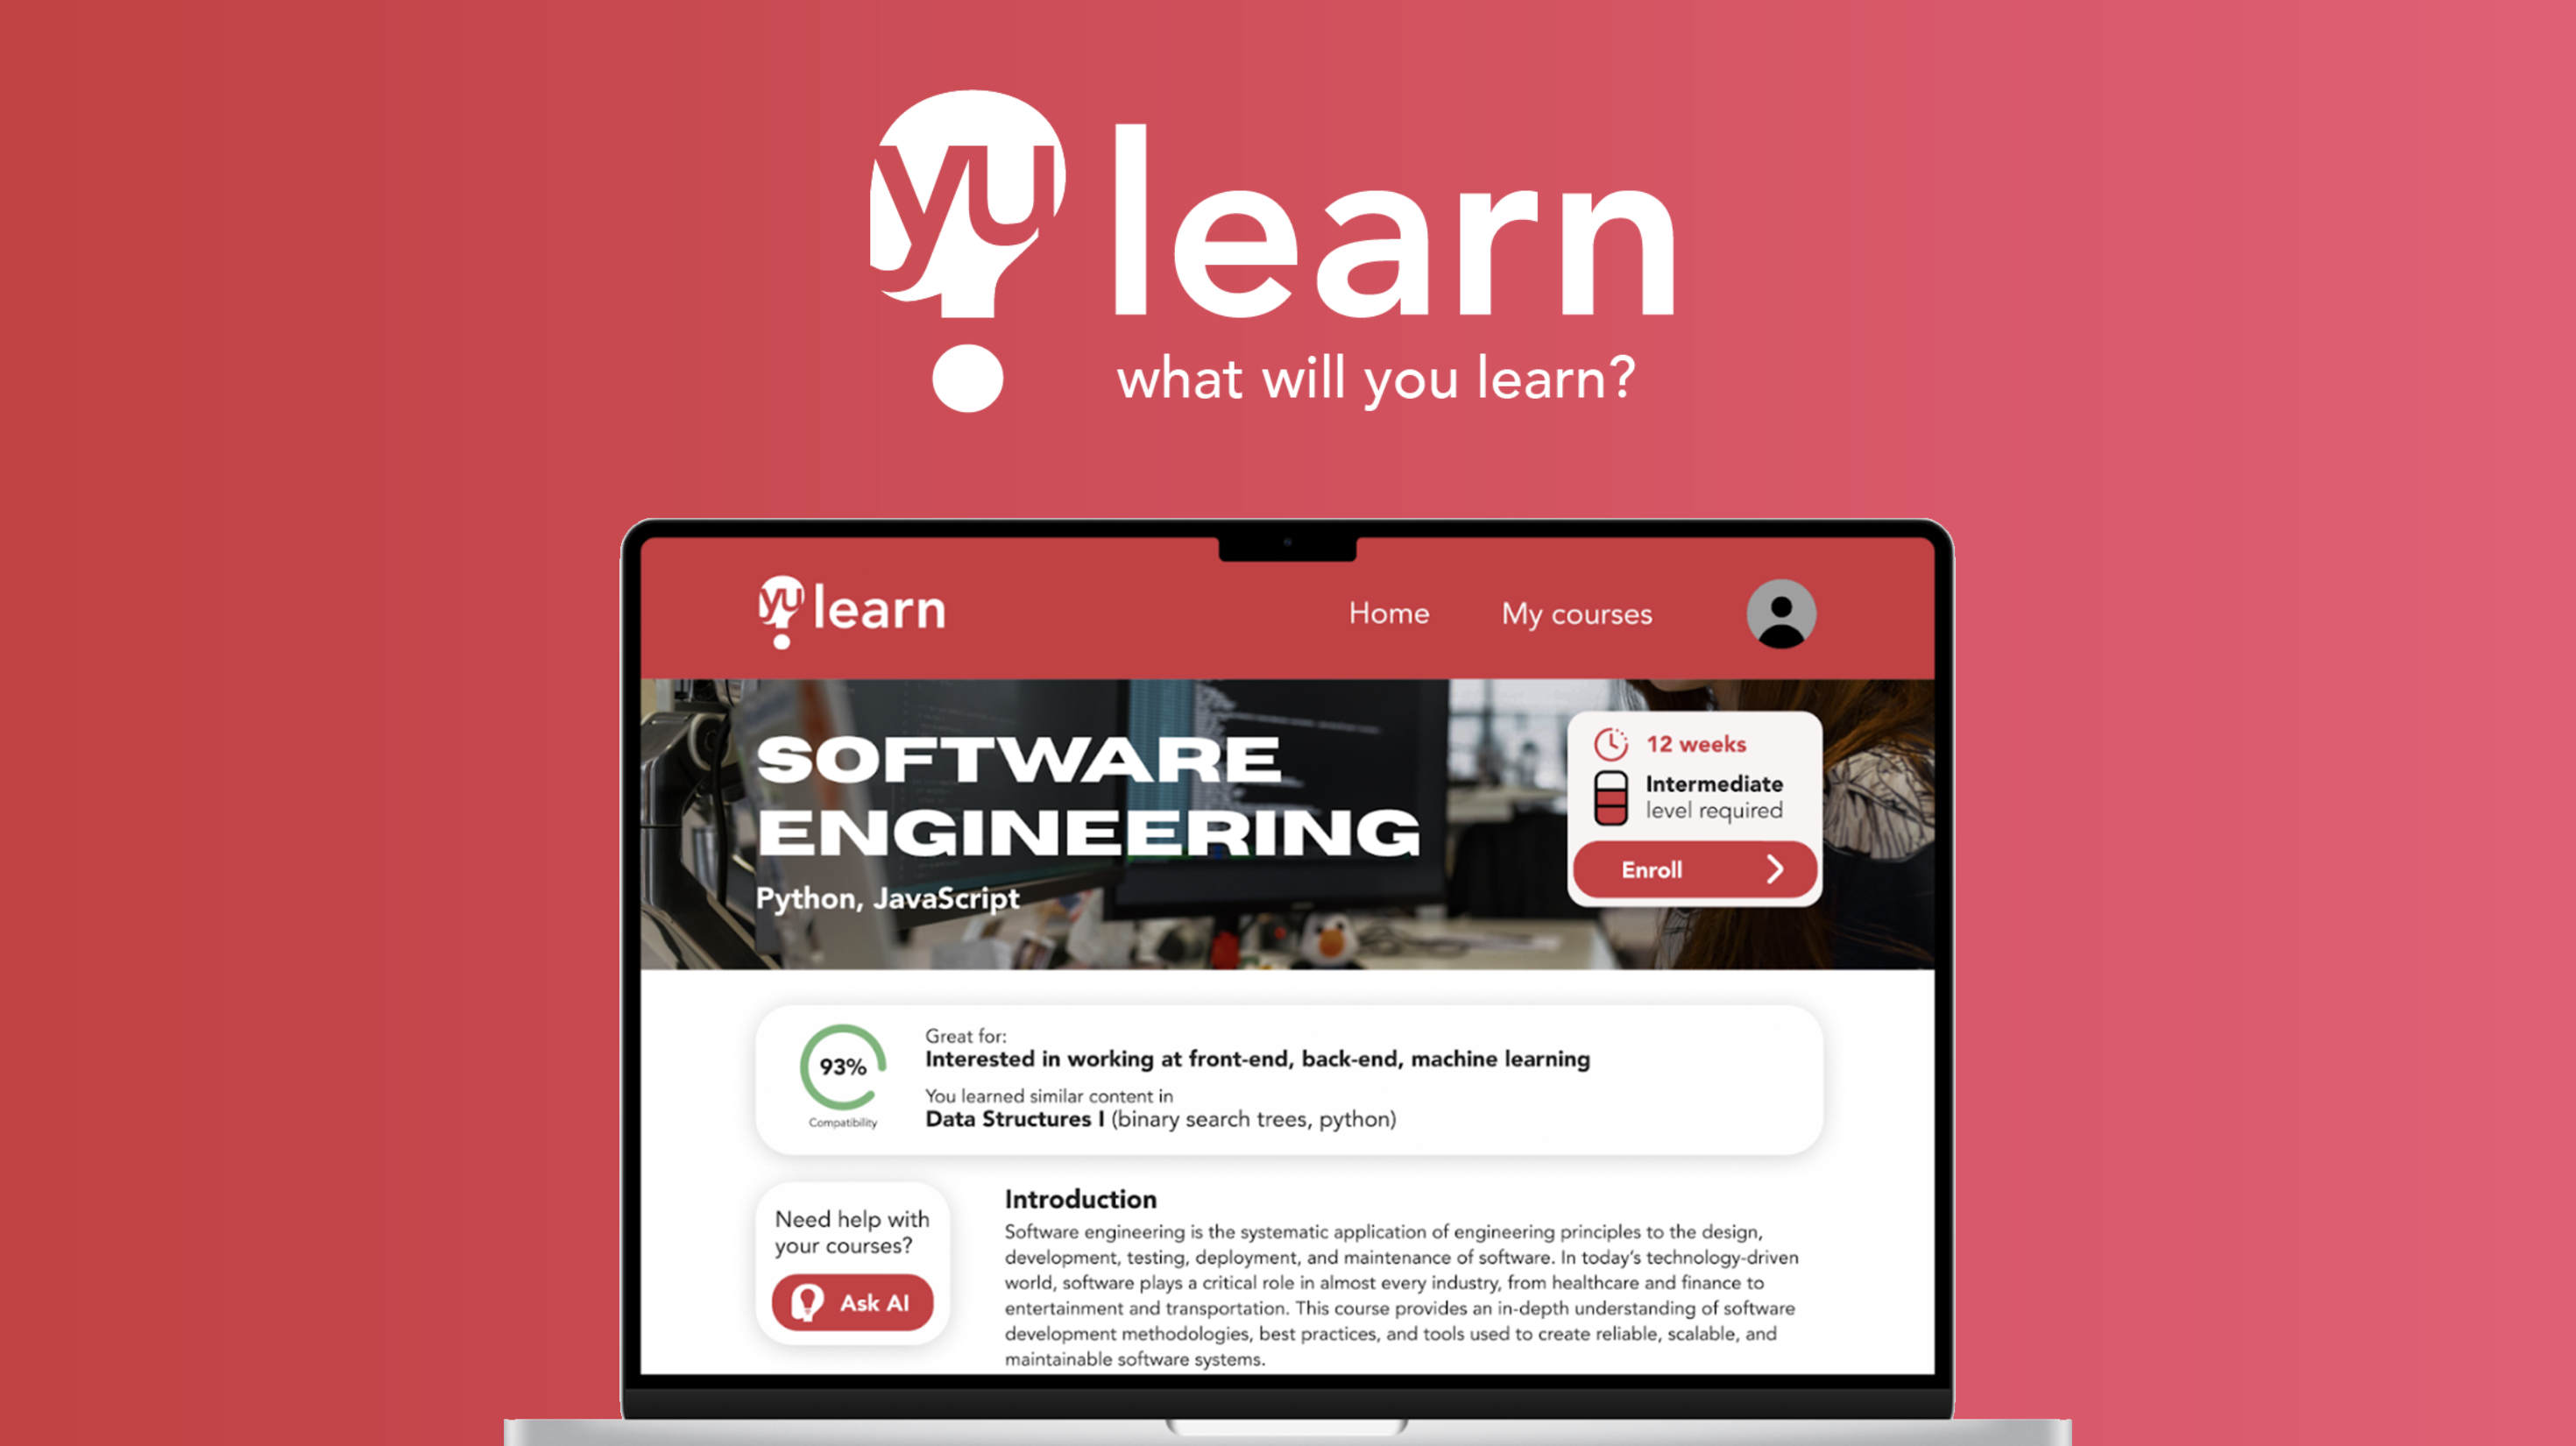 yu learn
what will you learn?
yu learn
Home
My courses
SOFTWARE
ENGINEERING
Python, JavaScript
12 weeks
Intermediate
level required
Enroll
93%
Compatibility
Great for:
Interested in working at front-end, back-end, machine learning
You learned similar content in
Data Structures I (binary search trees, python)
Need help with
your courses?
Ask AI
Introduction
Software engineering is the systematic application of engineering principles to the design,
development, testing, deployment, and maintenance of software. In today's technology-driven
world, software plays a critical role in almost every industry, from healthcare and finance to
entertainment and transportation. This course provides an in-depth understanding of software
development methodologies, best practices, and tools used to create reliable, scalable, and
maintainable software systems.